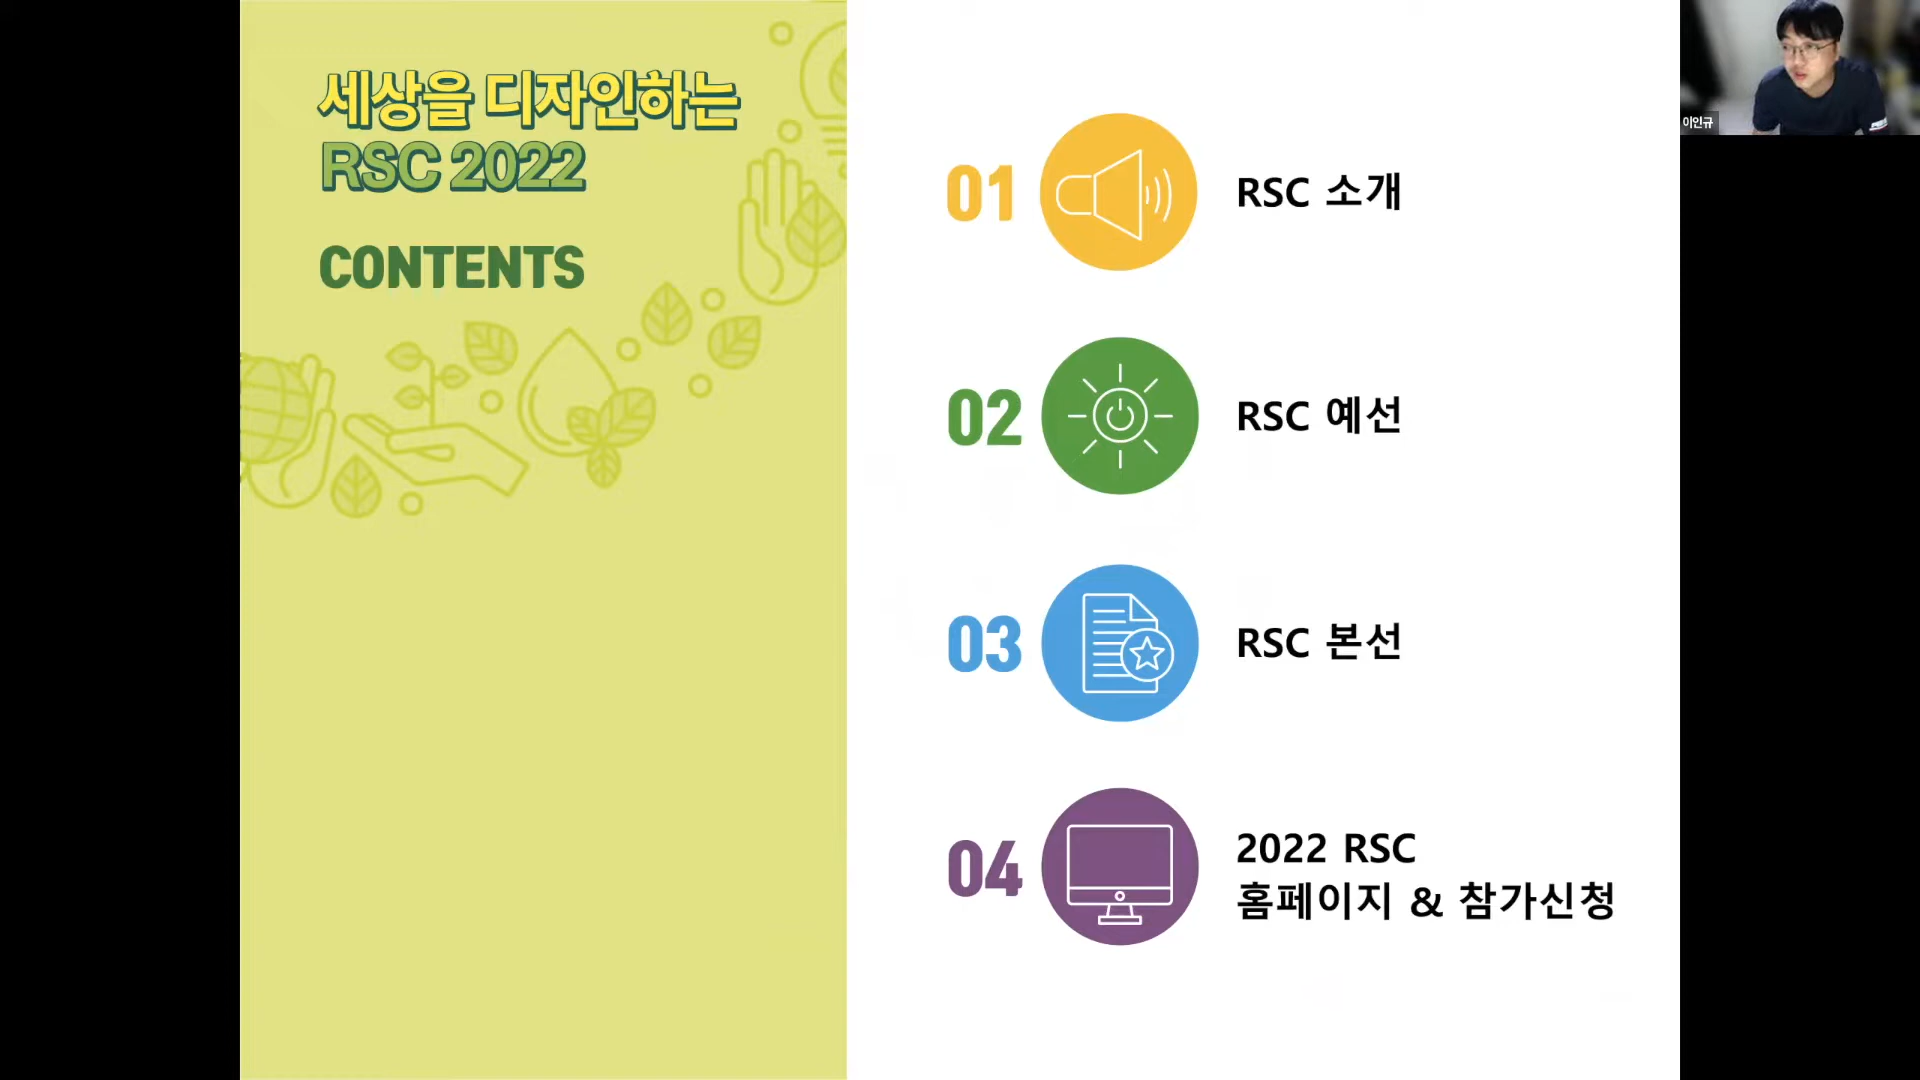 세상을 디자인하는
RSC 2022
CONTENTS
01
RSC 소개
02
RSC 예선
03
RSC 본선
04
2022 RSC
홈페이지 & 참가신청
이인규